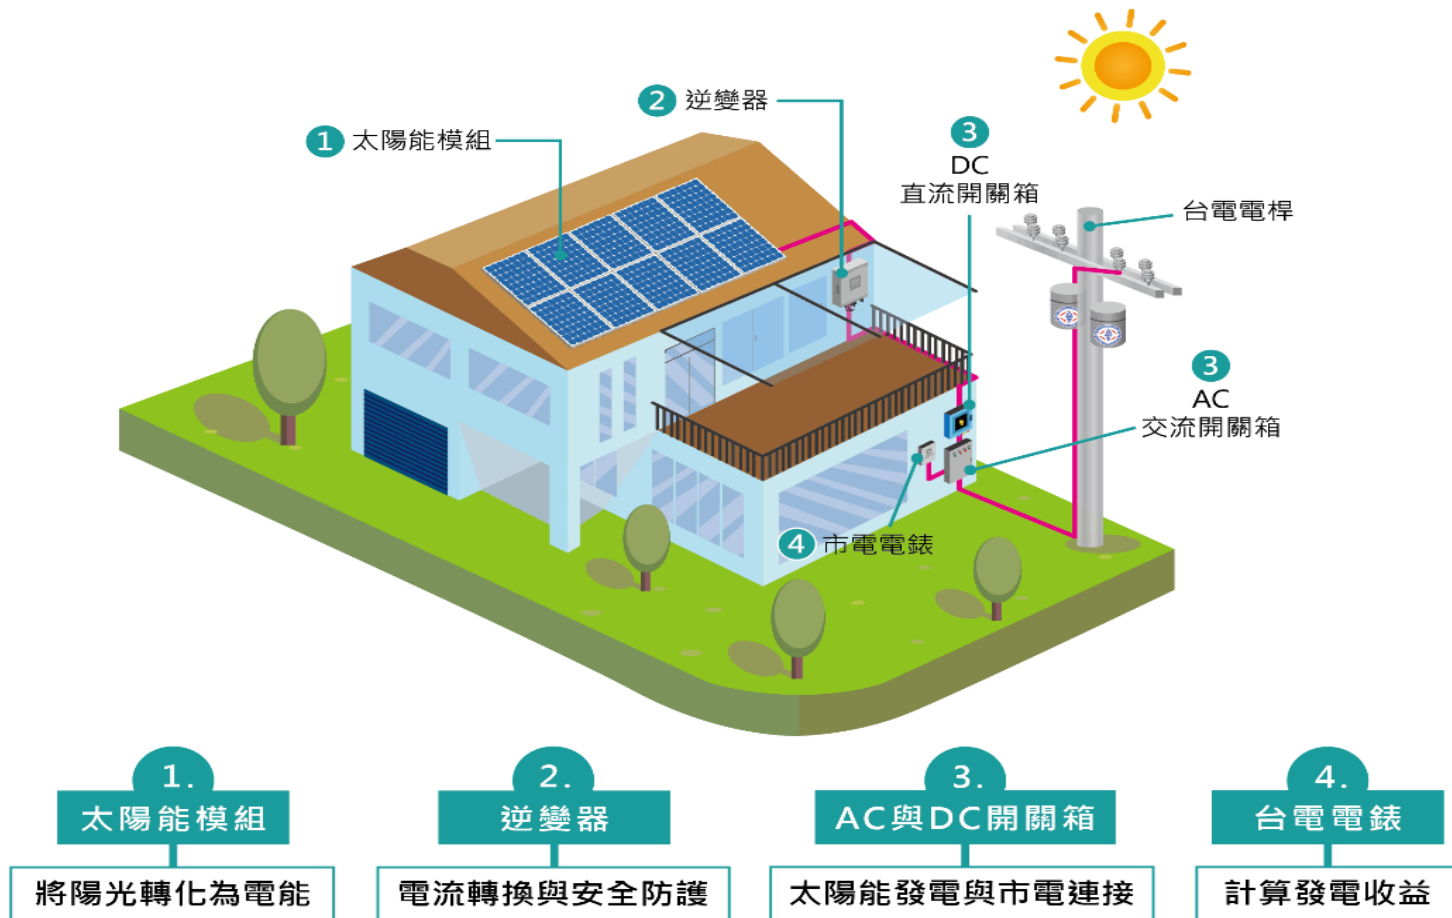 2 逆變器
1 太陽能模組
3
DC
直流開關箱
台電電桿
3
AC
交流開關箱
4 市電電錶
1.
太陽能模組
將陽光轉化為電能
2.
逆變器
電流轉換與安全防護
3.
AC與DC開關箱
太陽能發電與市電連接
4.
台電電錶
計算發電收益